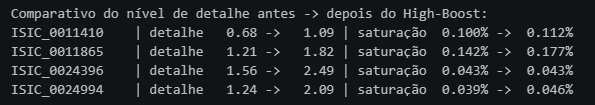 Comparativo do nível de detalhe antes -> depois do High-Boost:
ISIC_0011410    | detalhe   0.68 ->   1.09 | saturação  0.100% ->  0.112%
ISIC_0011865    | detalhe   1.21 ->   1.82 | saturação  0.142% ->  0.177%
ISIC_0024396    | detalhe   1.56 ->   2.49 | saturação  0.043% ->  0.043%
ISIC_0024994    | detalhe   1.24 ->   2.09 | saturação  0.039% ->  0.046%